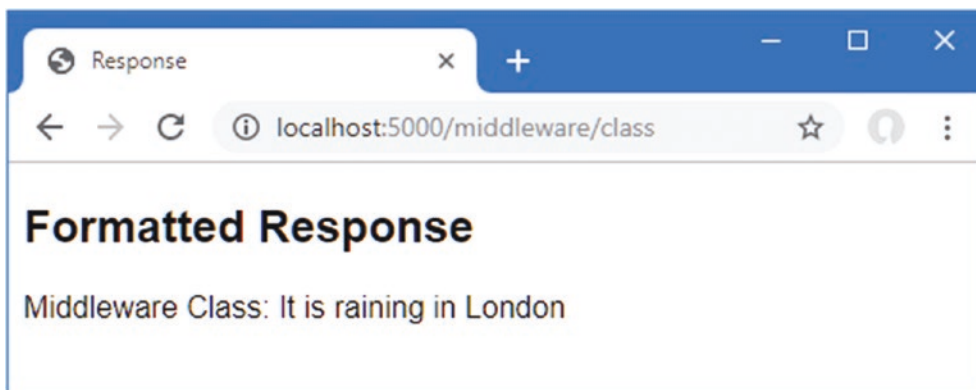 Response
localhost:5000/middleware/class
Formatted Response
Middleware Class: It is raining in London